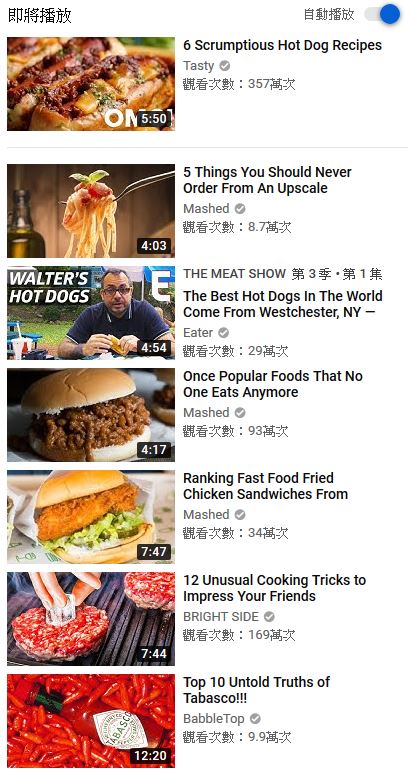 即將播放 自動播放
6 Scrumptious Hot Dog Recipes
Tasty
觀看次數：357萬次
OM
5:50
5 Things You Should Never
Order From An Upscale
Mashed
觀看次數：8.7萬次
4:03
WALTER'S
HOT DOGS
E
4:54
THE MEAT SHOW 第 3 季 • 第 1 集
The Best Hot Dogs In The World
Come From Westchester, NY —
Eater
觀看次數：29萬次
Once Popular Foods That No
One Eats Anymore
Mashed
觀看次數：93萬次
4:17
Ranking Fast Food Fried
Chicken Sandwiches From
Mashed
觀看次數：34萬次
7:47
12 Unusual Cooking Tricks to
Impress Your Friends
BRIGHT SIDE
觀看次數：169萬次
7:44
Top 10 Untold Truths of
Tabasco!!!
BabbleTop
觀看次數：9.9萬次
TABASCO
12:20